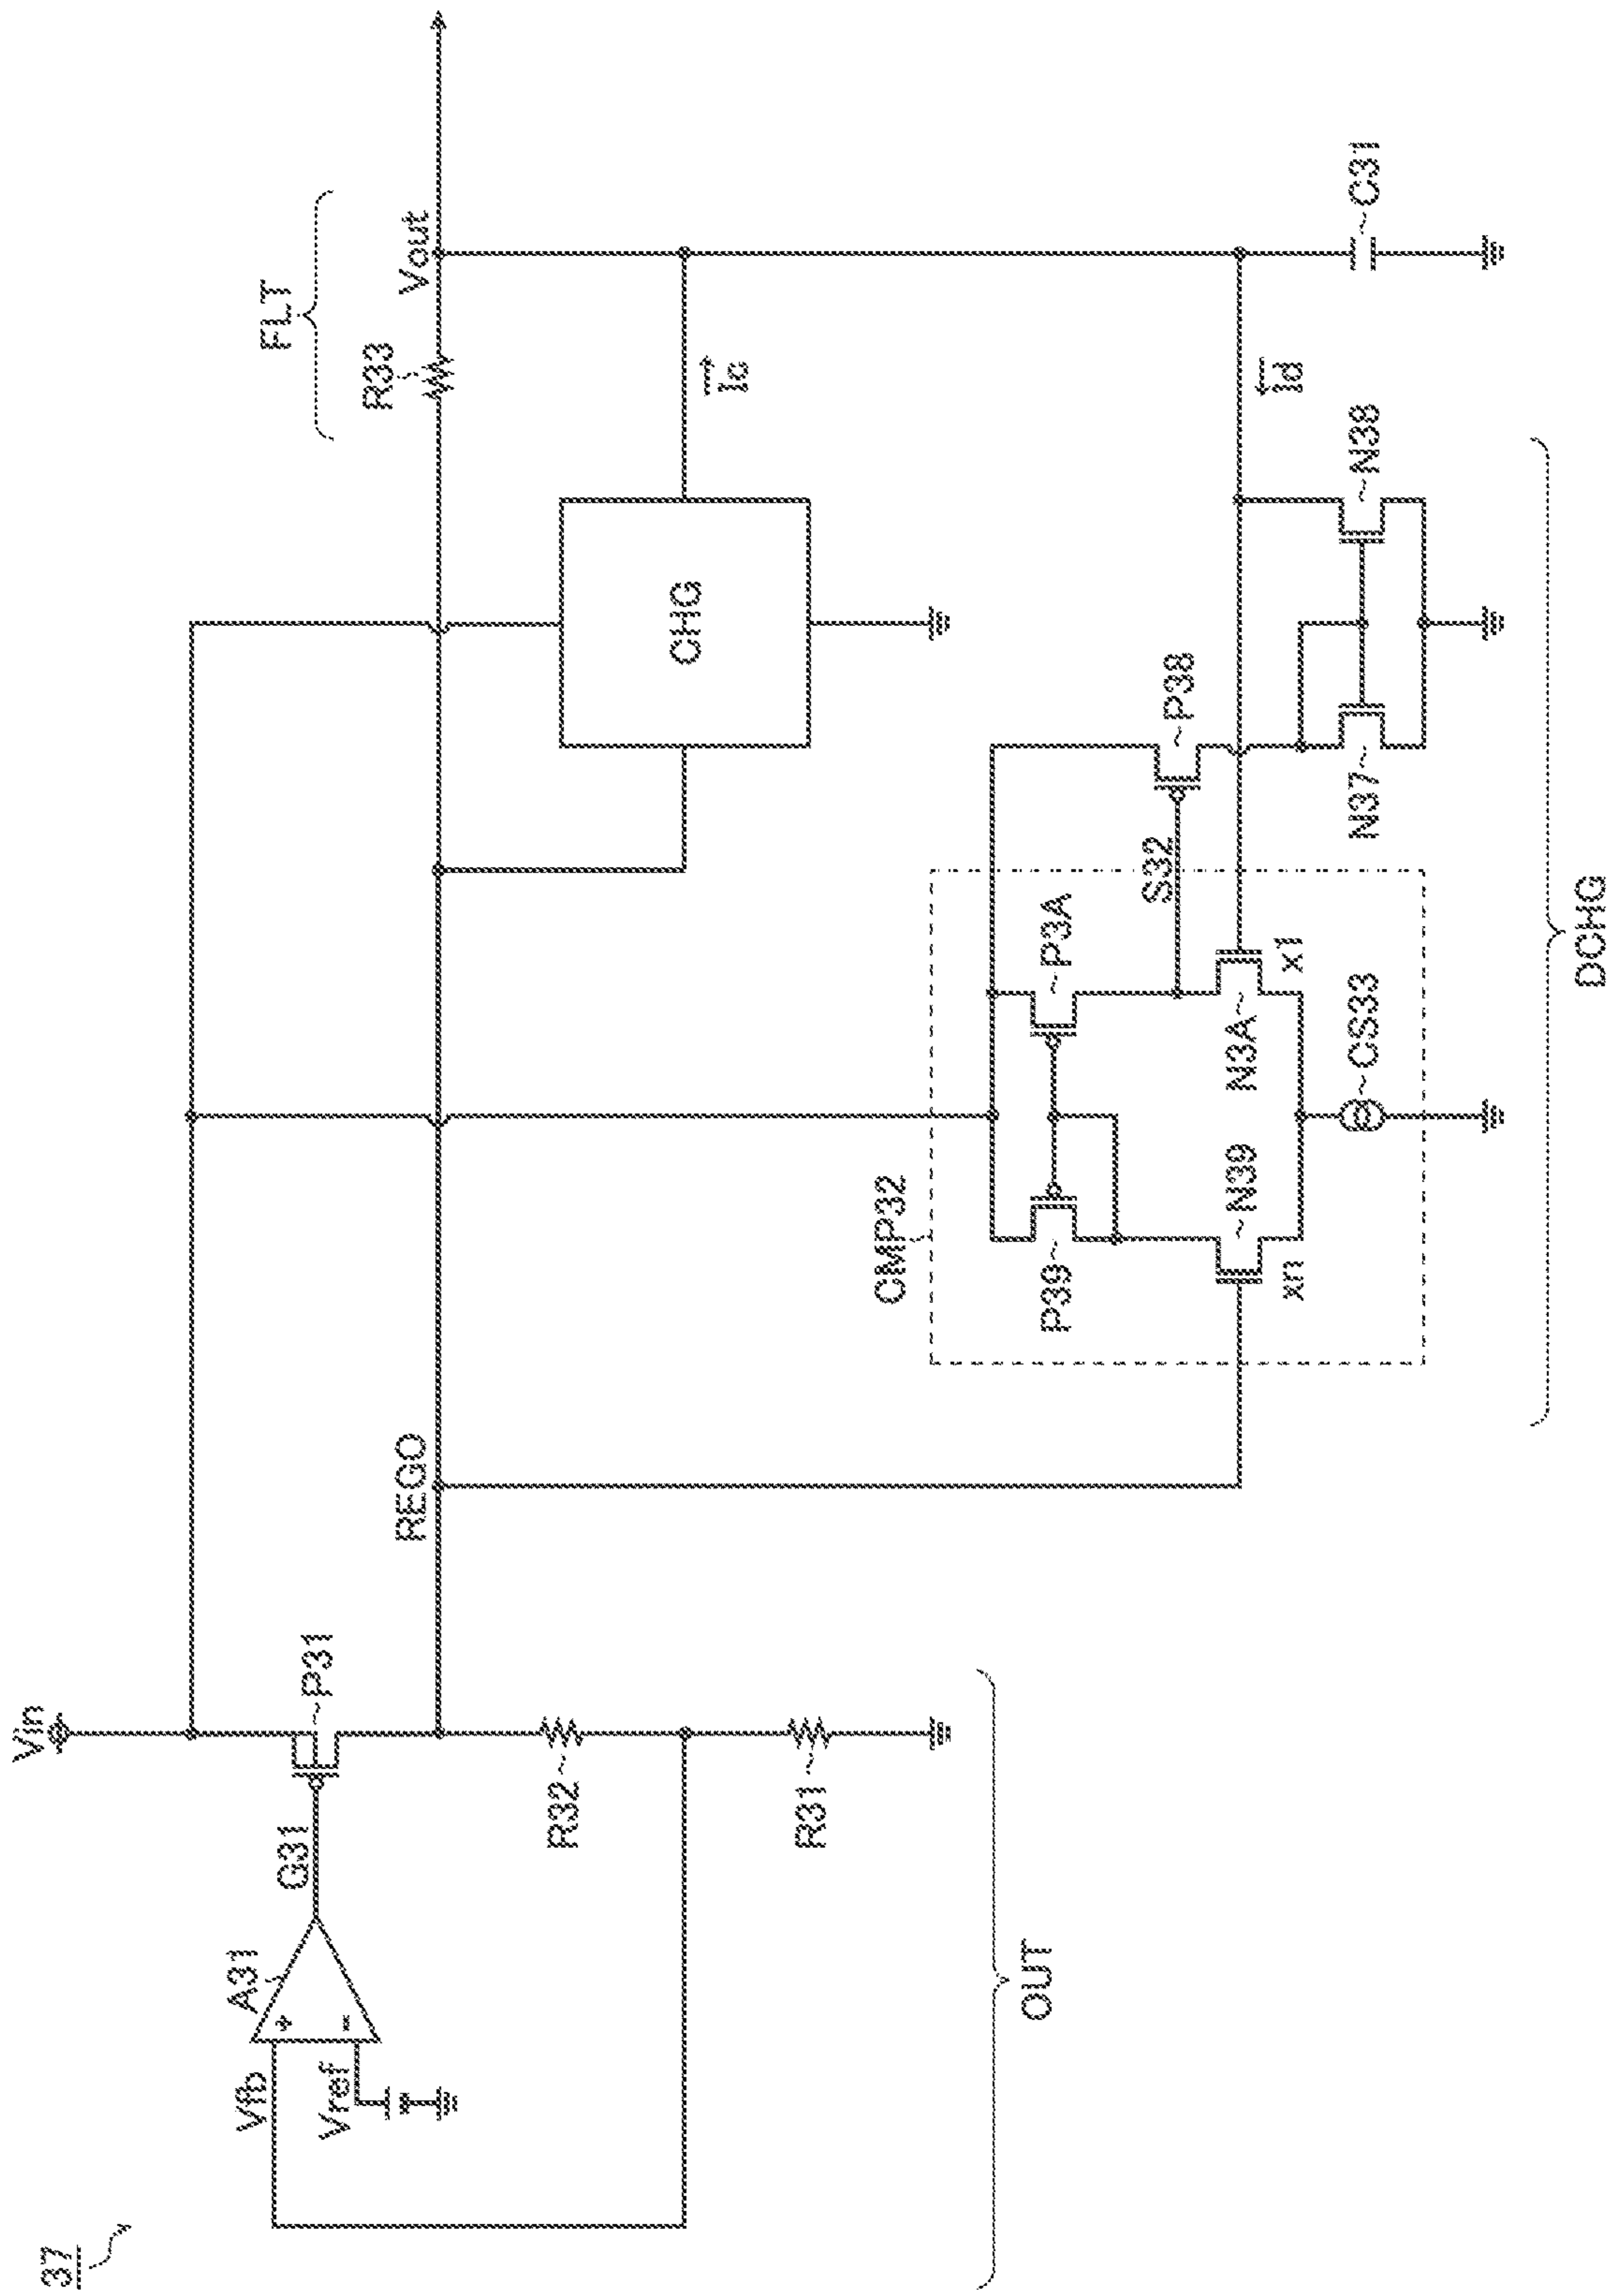 37
Vin
A31
G31
P31
Vfb
Vref
R32
R31
OUT
REGO
FLT
R33
Vout
CHG
Ic
Id
CMP32
P39
P3A
S32
P38
N39
xn
N3A
x1
CS33
N37
N38
C31
DCHG